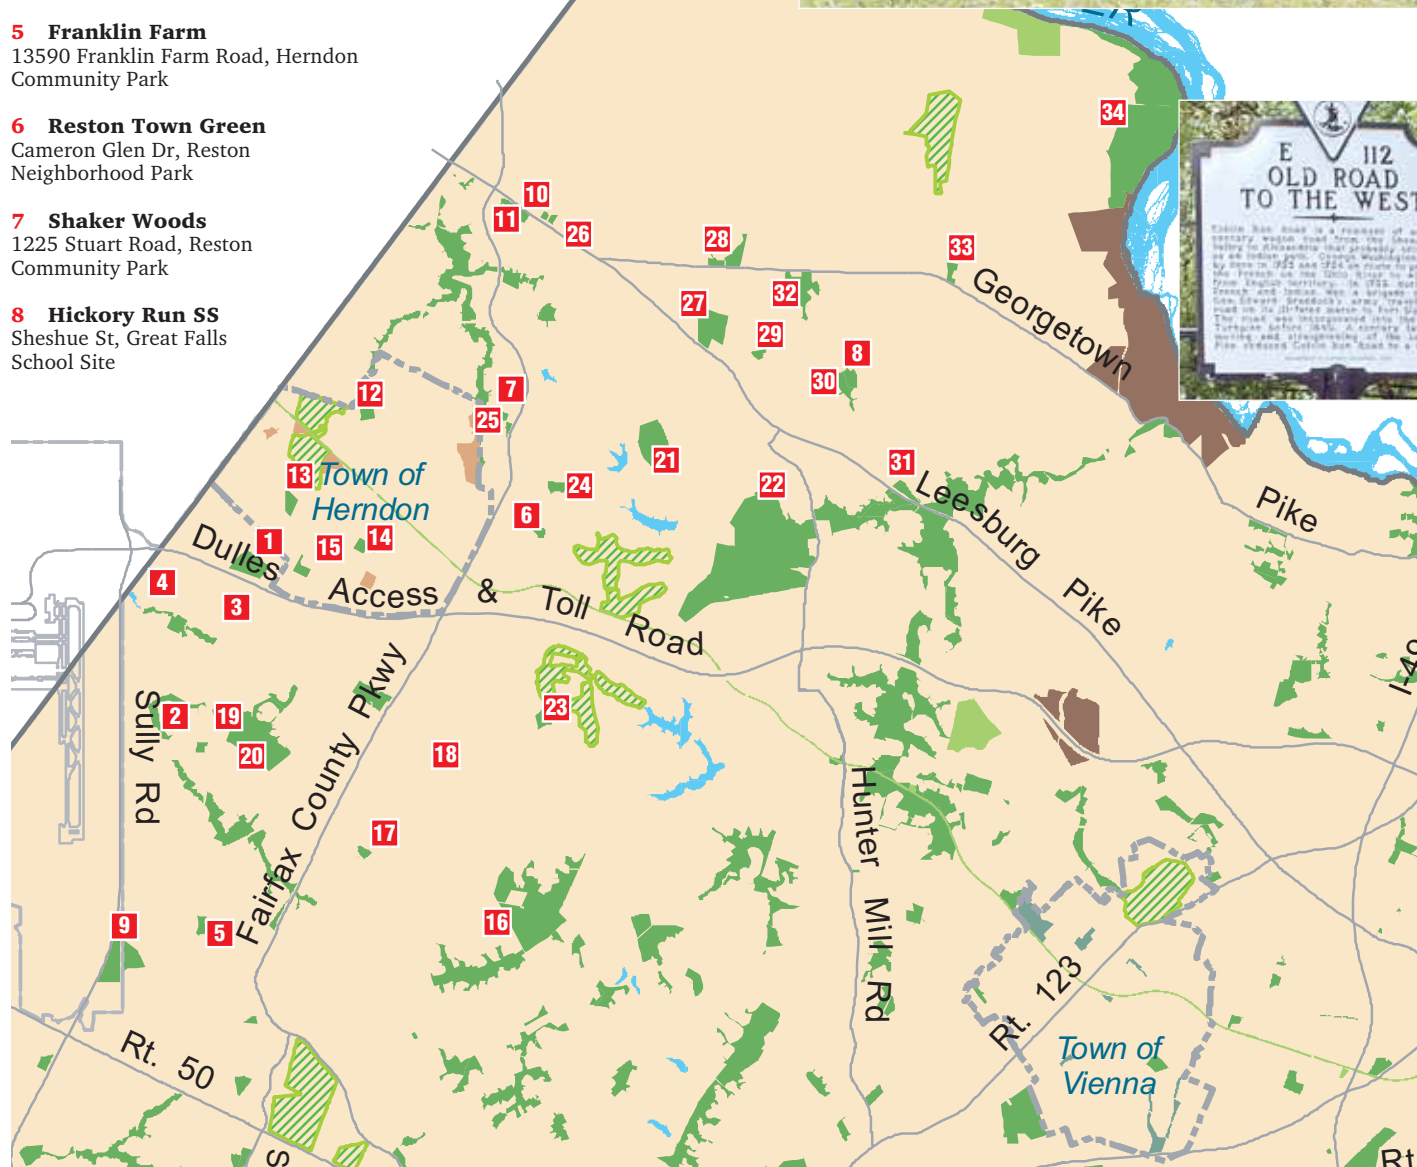 5 Franklin Farm
13590 Franklin Farm Road, Herndon
Community Park
6 Reston Town Green
Cameron Glen Dr, Reston
Neighborhood Park
7 Shaker Woods
1225 Stuart Road, Reston
Community Park
8 Hickory Run SS
Sheshue St, Great Falls
School Site
34
E 112
OLD ROAD
TO THE WEST
10
11
26
28
33
27
32
29
8
30
Georgetown
12
7
25
13
Town of
Herndon
21
24
22
31
Leesburg
Pike
6
1
15
14
Dulles
Access & Toll
Road
4
3
Pike
Sully Rd
2
19
20
Fairfax County Pkwy
18
23
17
Hunter Mill Rd
16
9
5
Rt. 123
Rt. 50
Town of
Vienna
S
Rt